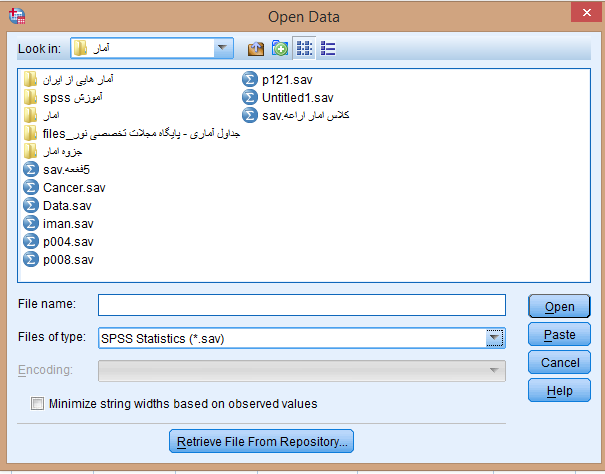 Open Data
Look in: آمار
آمار هایی از ایران
آموزش spss
امار
جداول آماری - پایگاه مجلات تخصصی نور_files
جزوه امار
5فغعه.sav
Cancer.sav
Data.sav
iman.sav
p004.sav
p008.sav
p121.sav
Untitled1.sav
کلاس امار اراعه.sav
File name:
Open
Files of type: SPSS Statistics (*.sav)
Paste
Encoding:
Cancel
Help
Minimize string widths based on observed values
Retrieve File From Repository...